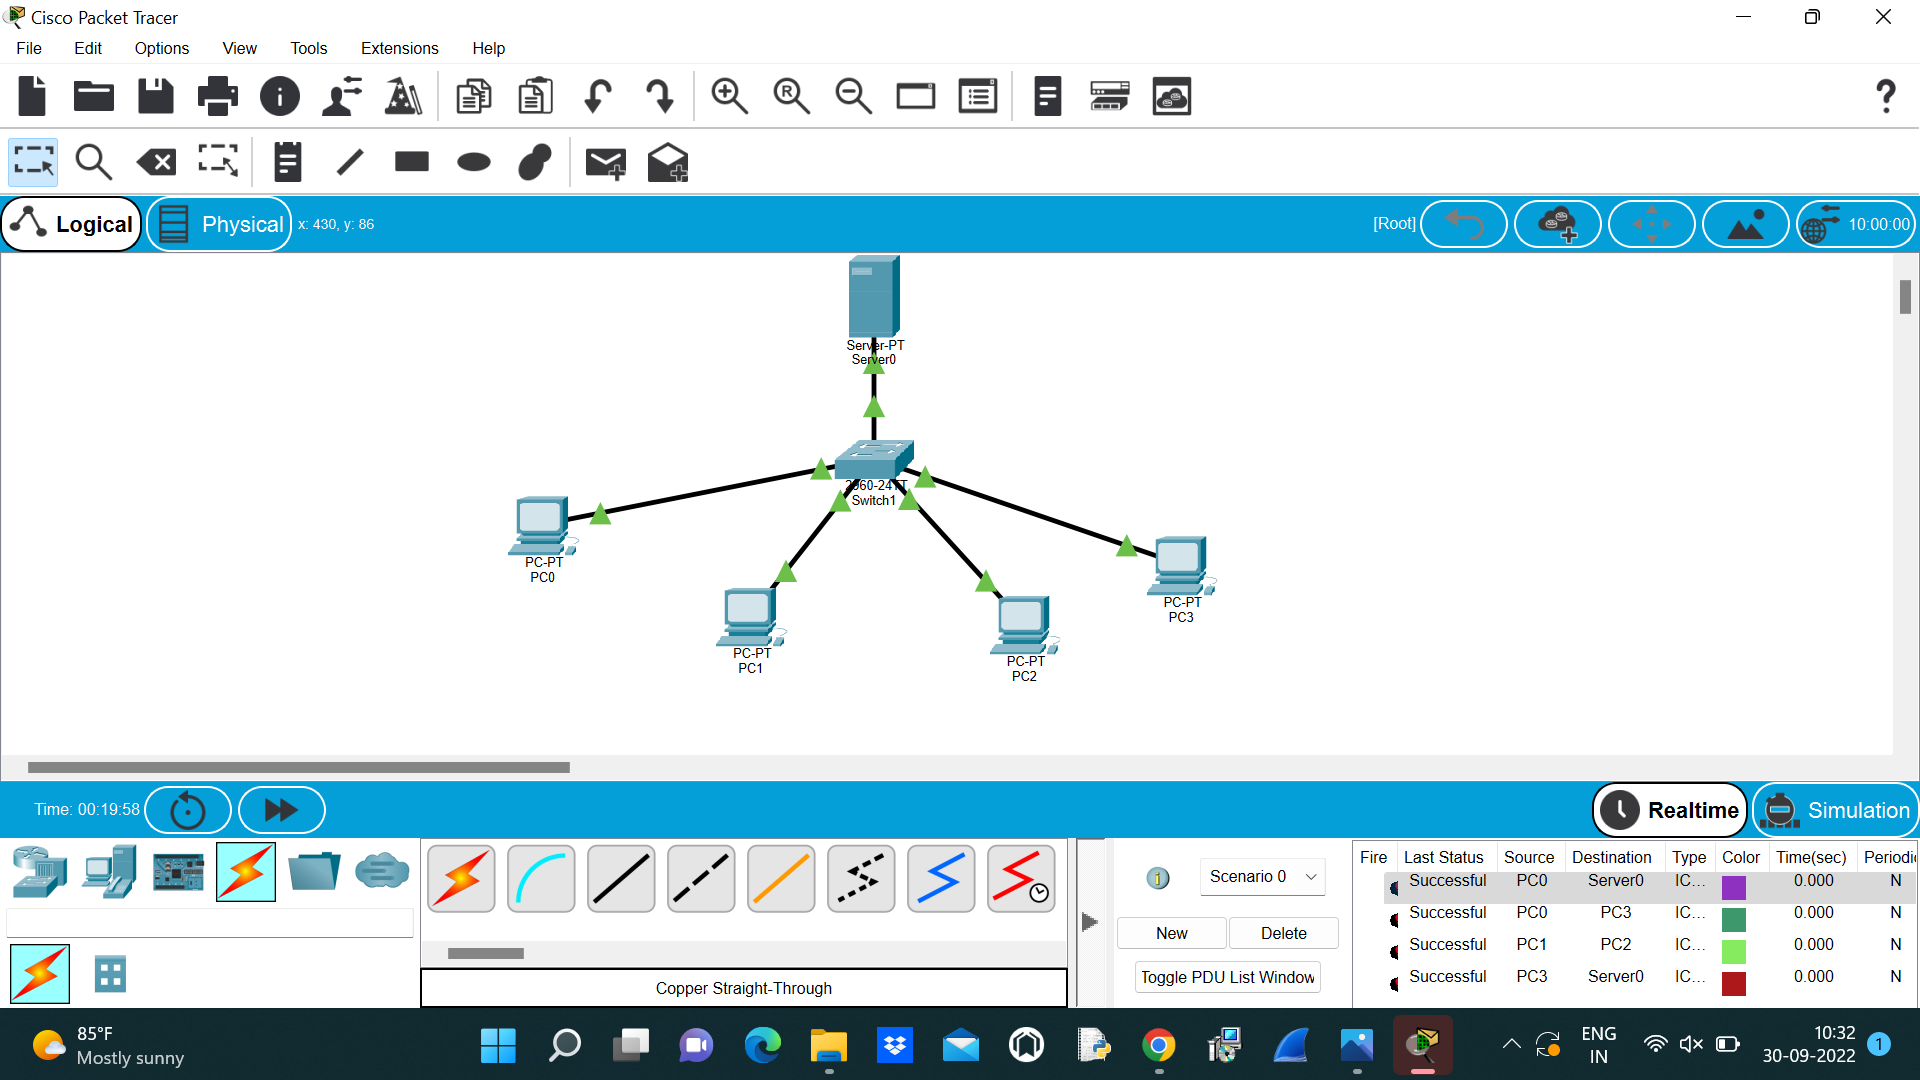 Cisco Packet Tracer
File Edit Options View Tools Extensions Help
Logical Physical x: 430, y: 86 [Root] 10:00:00
Server-PT
Server0
2960-24TT
Switch1
PC-PT
PC0
PC-PT
PC3
PC-PT
PC1
PC-PT
PC2
Time: 00:19:58 Realtime Simulation
Scenario 0
New Delete
Toggle PDU List Window
Copper Straight-Through
Fire Last Status Source Destination Type Color Time(sec) Periodi
Successful PC0 Server0 IC... 0.000 N
Successful PC0 PC3 IC... 0.000 N
Successful PC1 PC2 IC... 0.000 N
Successful PC3 Server0 IC... 0.000 N
85°F
Mostly sunny
ENG
IN
10:32
30-09-2022
1